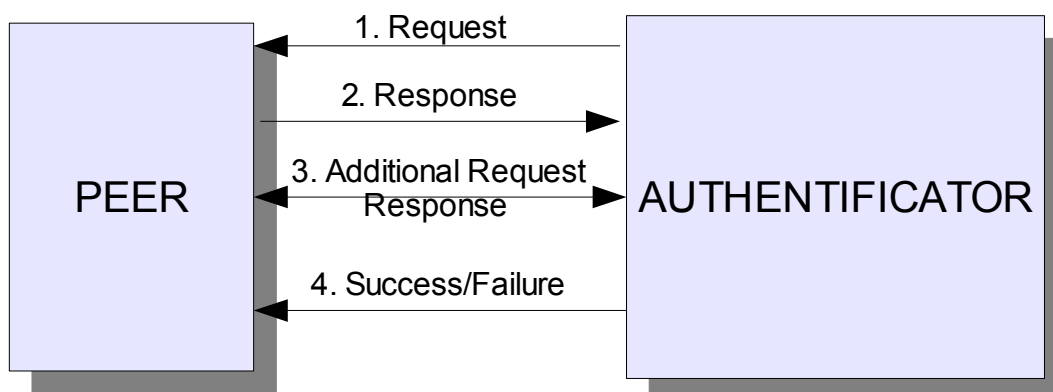 1. Request
2. Response
3. Additional Request
Response
4. Success/Failure
PEER
AUTHENTIFICATOR